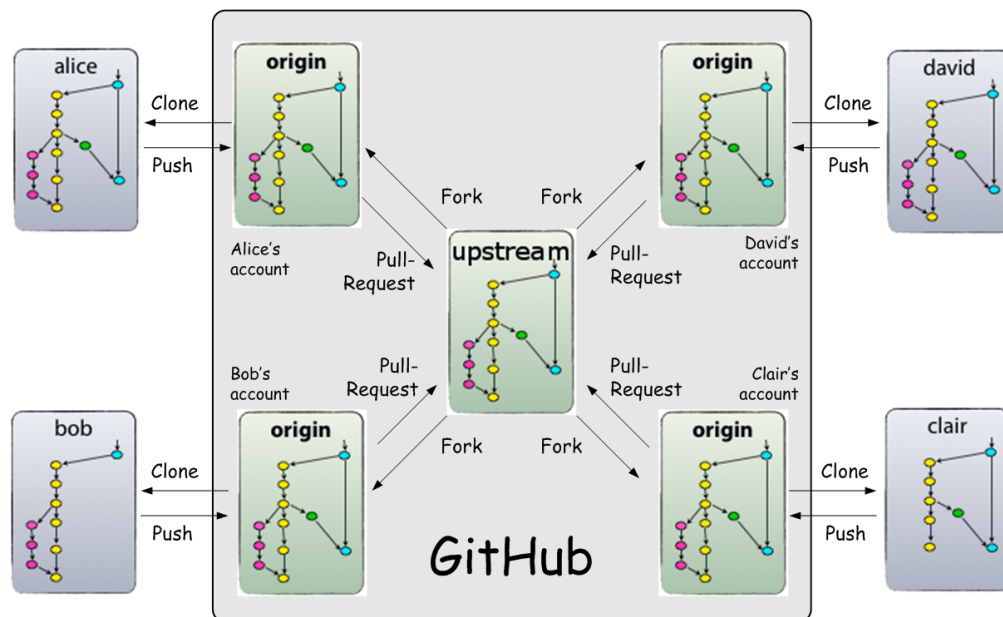 alice
Clone
Push
origin
Alice's
account
Fork
Pull-
Request
origin
David's
account
Fork
Pull-
Request
david
Clone
Push
upstream
bob
Clone
Push
Bob's
account
origin
Pull-
Request
Fork
Pull-
Request
Fork
Clair's
account
origin
clair
Clone
Push
GitHub